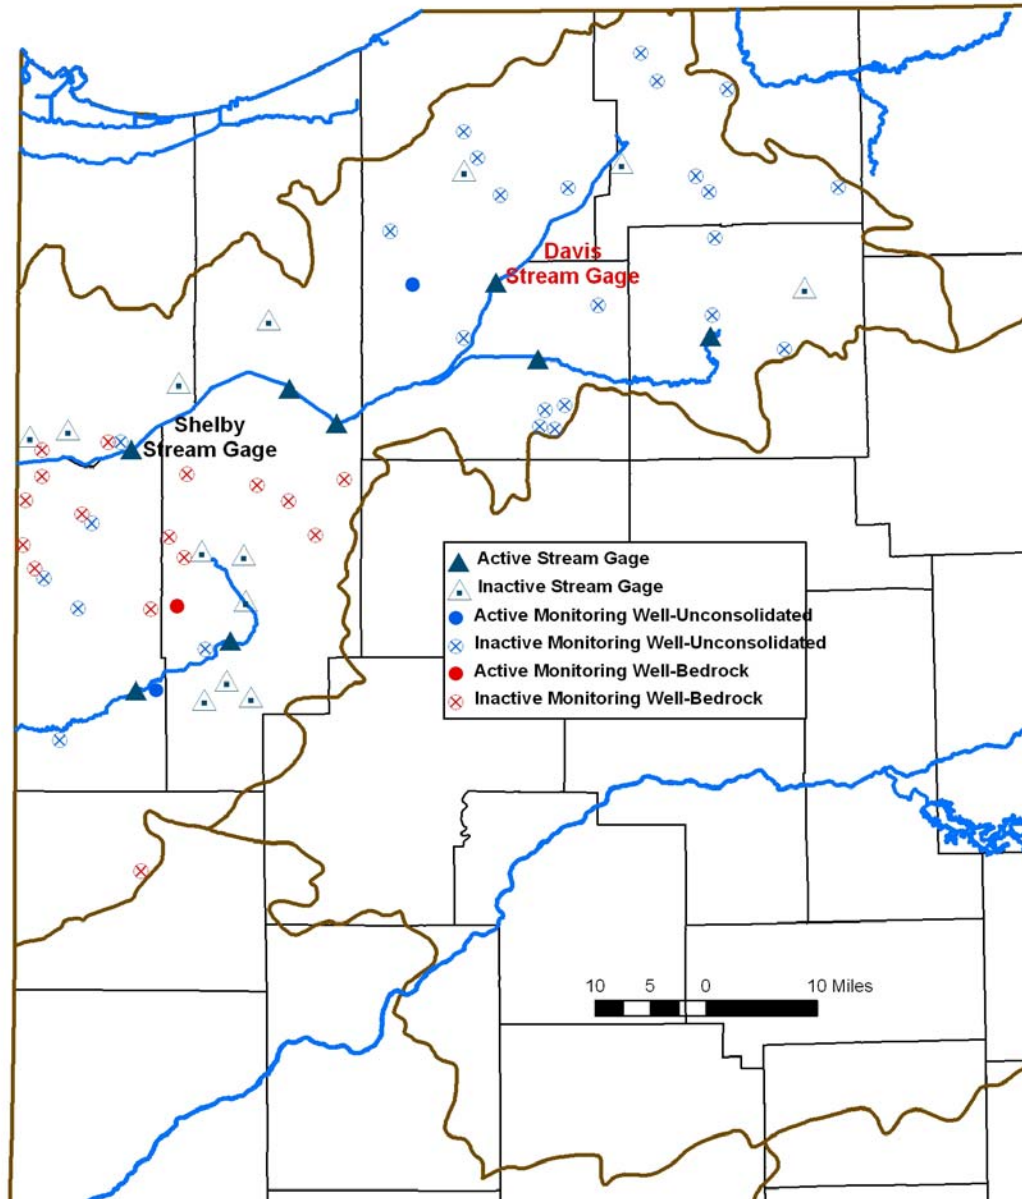 Davis
Stream Gage
Shelby
Stream Gage
Active Stream Gage
Inactive Stream Gage
Active Monitoring Well-Unconsolidated
Inactive Monitoring Well-Unconsolidated
Active Monitoring Well-Bedrock
Inactive Monitoring Well-Bedrock
10 5 0 10 Miles